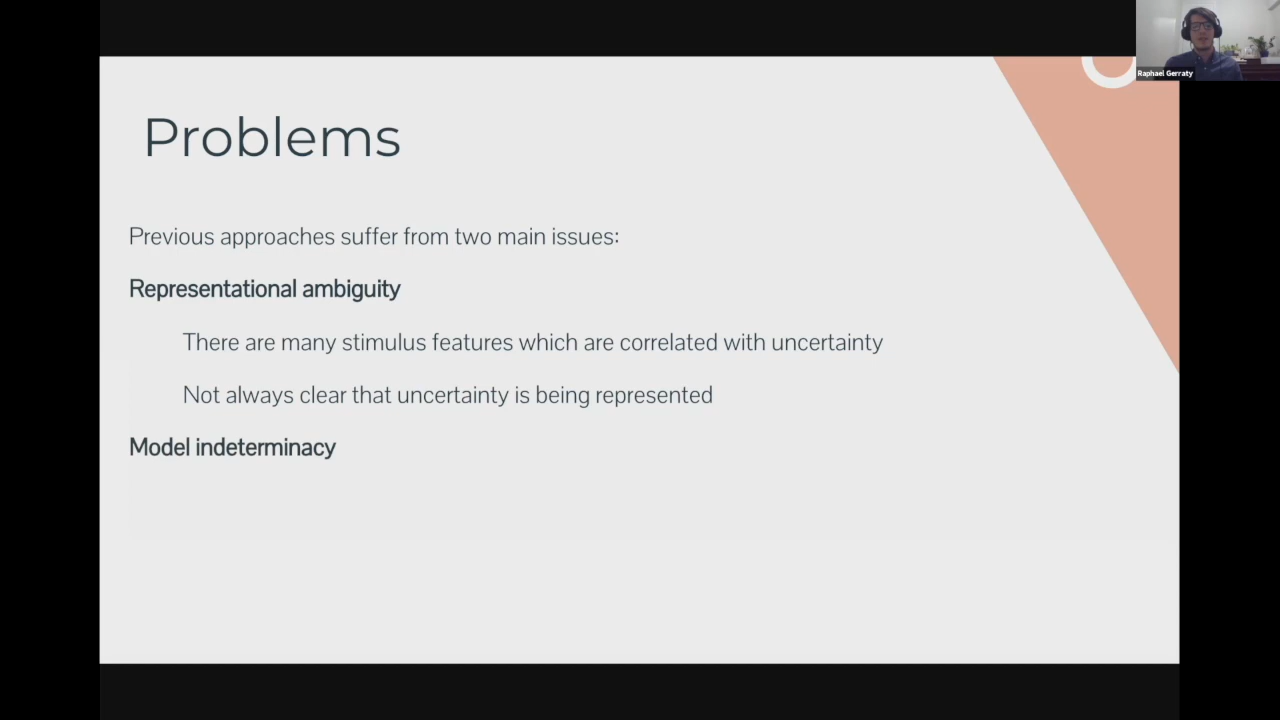 Raphael Gerraty
Problems
Previous approaches suffer from two main issues:
Representational ambiguity
There are many stimulus features which are correlated with uncertainty
Not always clear that uncertainty is being represented
Model indeterminacy